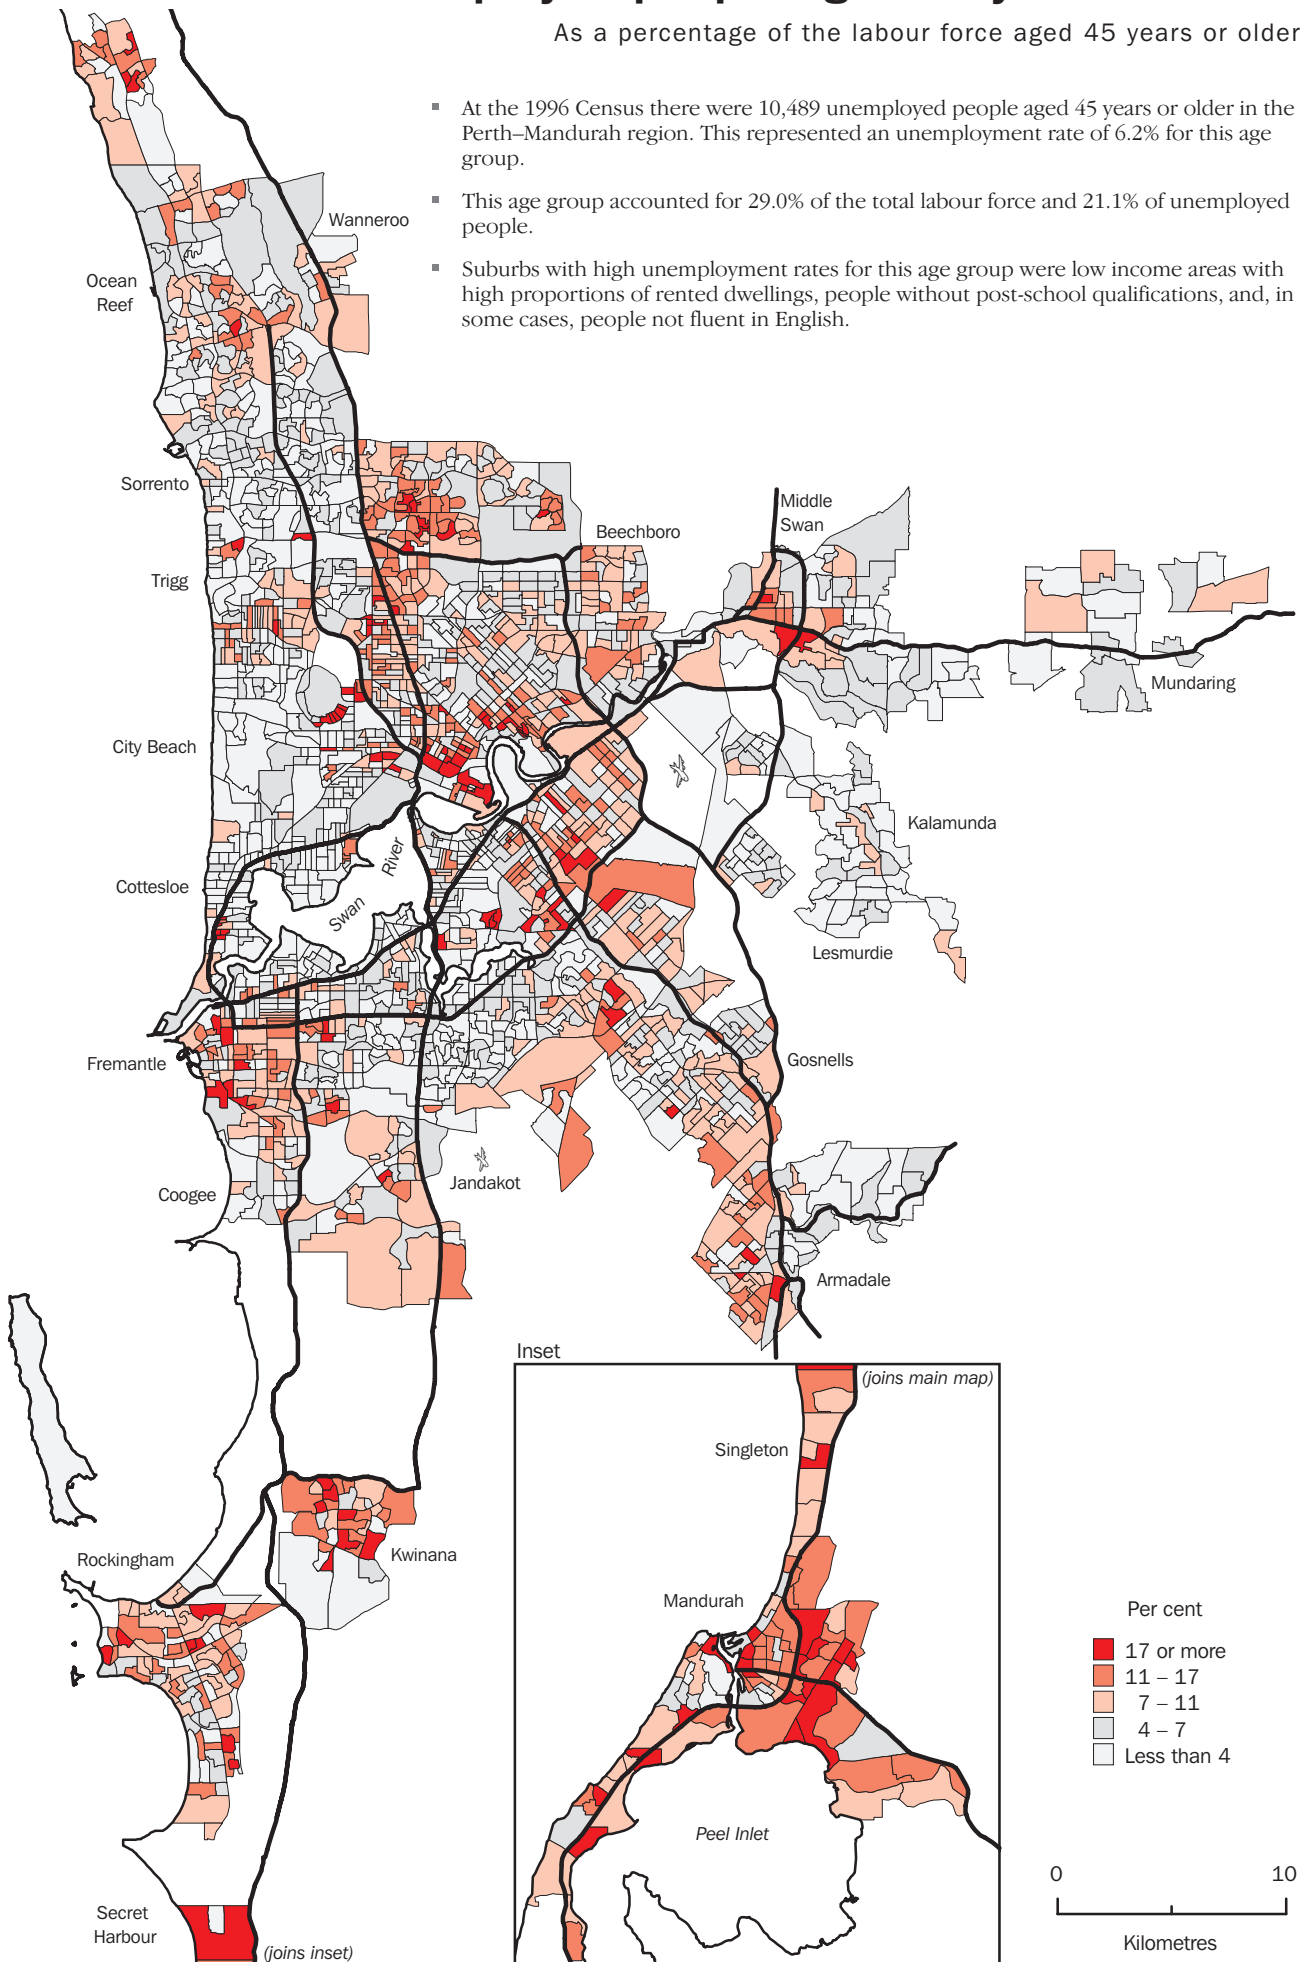 As a percentage of the labour force aged 45 years or older
▪ At the 1996 Census there were 10,489 unemployed people aged 45 years or older in the
Perth–Mandurah region. This represented an unemployment rate of 6.2% for this age
group.
▪ This age group accounted for 29.0% of the total labour force and 21.1% of unemployed
people.
▪ Suburbs with high unemployment rates for this age group were low income areas with
high proportions of rented dwellings, people without post-school qualifications, and, in
some cases, people not fluent in English.
Wanneroo
Ocean
Reef
Sorrento
Middle
Swan
Beechboro
Trigg
Mundaring
City Beach
Kalamunda
River
Cottesloe
Swan
Lesmurdie
Fremantle
Gosnells
Jandakot
Coogee
Armadale
Inset
(joins main map)
Singleton
Rockingham
Kwinana
Mandurah
Per cent
17 or more
11 – 17
7 – 11
4 – 7
Less than 4
Peel Inlet
0 10
Kilometres
Secret
Harbour
(joins inset)